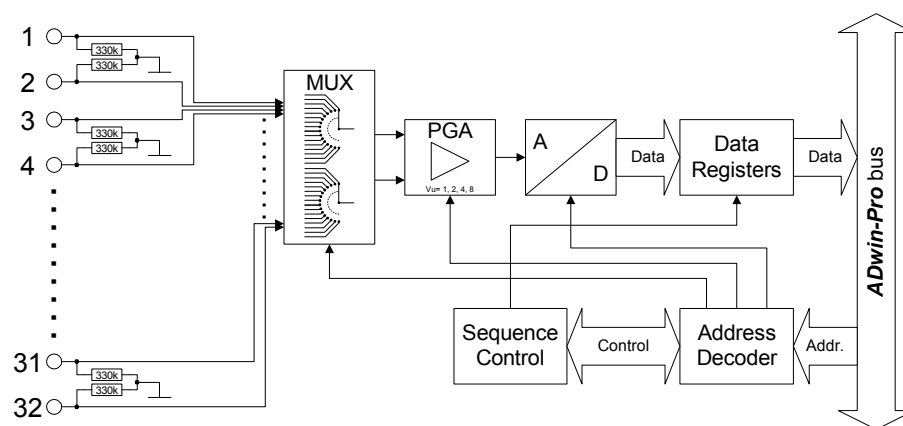 1
330k
330k
2
3
330k
330k
4
31
330k
330k
32
MUX
PGA
Vu= 1, 2, 4, 8
A
D
Data
Data
Registers
Data
Sequence
Control
Control
Address
Decoder
Addr.
ADwin-Pro bus